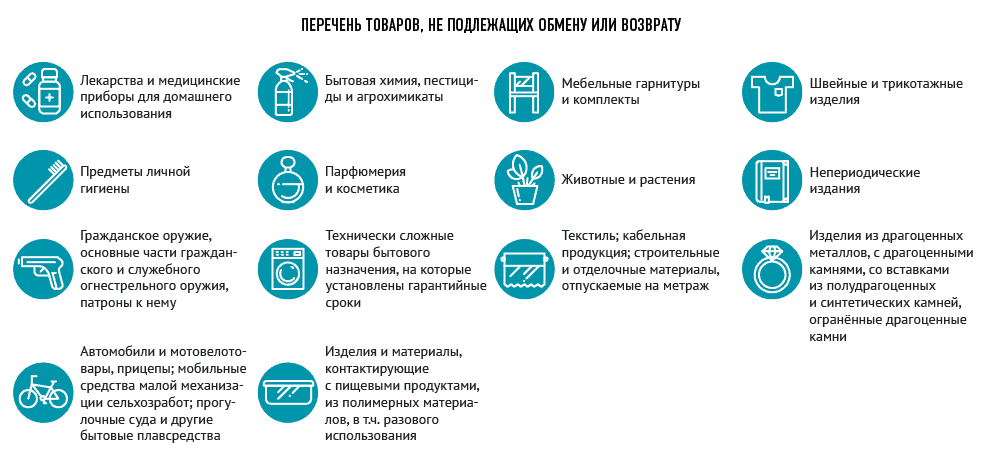 ПЕРЕЧЕНЬ ТОВАРОВ, НЕ ПОДЛЕЖАЩИХ ОБМЕНУ ИЛИ ВОЗВРАТУ
Лекарства и медицинские
приборы для домашнего
использования
Бытовая химия, пестици-
ды и агрохимикаты
Мебельные гарнитуры
и комплекты
Швейные и трикотажные
изделия
Предметы личной
гигиены
Парфюмерия
и косметика
Животные и растения
Непериодические
издания
Гражданское оружие,
основные части граждан-
ского и служебного
огнестрельного оружия,
патроны к нему
Технически сложные
товары бытового
назначения, на которые
установлены гарантийные
сроки
Текстиль; кабельная
продукция; строительные
и отделочные материалы,
отпускаемые на метраж
Изделия из драгоценных
металлов, с драгоценными
камнями, со вставками
из полудрагоценных
и синтетических камней,
огранённые драгоценные
камни
Автомобили и мотовелото-
вары, прицепы; мобильные
средства малой механиза-
ции сельхозработ; прогу-
лочные суда и другие
бытовые плавсредства
Изделия и материалы,
контактирующие
с пищевыми продуктами,
из полимерных материа-
лов, в т.ч. разового
использования